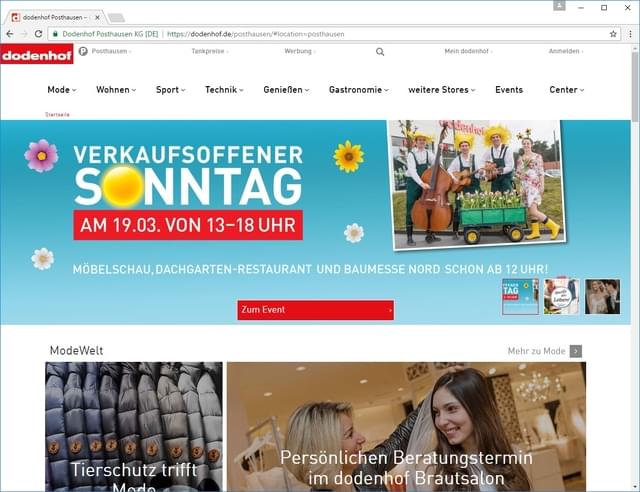 dodenhof Posthausen –
Dodenhof Posthausen KG [DE]
https://dodenhof.de/posthausen/#location=posthausen
dodenhof
P Posthausen
Tankpreise
Werbung
Mein dodenhof
Anmelden
Mode
Wohnen
Sport
Technik
Genießen
Gastronomie
weitere Stores
Events
Center
Startseite
VERKAUFSOFFENER
SONNTAG
AM 19.03. VON 13–18 UHR
dodenhof
MÖBELSCHAU, DACHGARTEN-RESTAURANT UND BAUMESSE NORD SCHON AB 12 UHR!
Zum Event
ModeWelt
Mehr zu Mode
Tierschutz trifft
Mode
Persönlichen Beratungstermin
im dodenhof Brautsalon